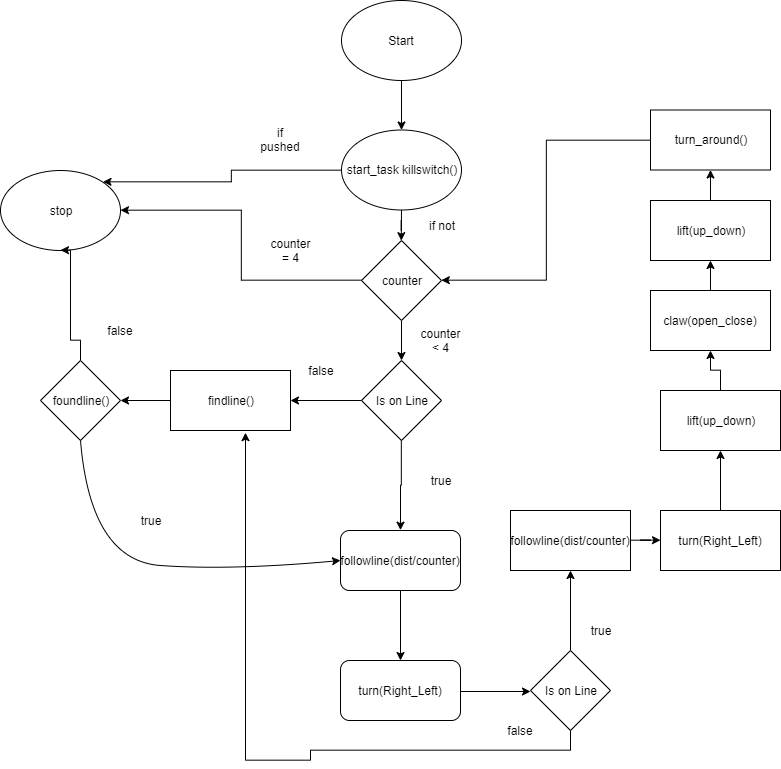 Start
if
pushed
turn_around()
start_task killswitch()
stop
if not
lift(up_down)
counter
= 4
counter
claw(open_close)
false
counter
< 4
false
foundline()
findline()
Is on Line
lift(up_down)
true
true
followline(dist/counter)
followline(dist/counter)
turn(Right_Left)
true
turn(Right_Left)
Is on Line
false